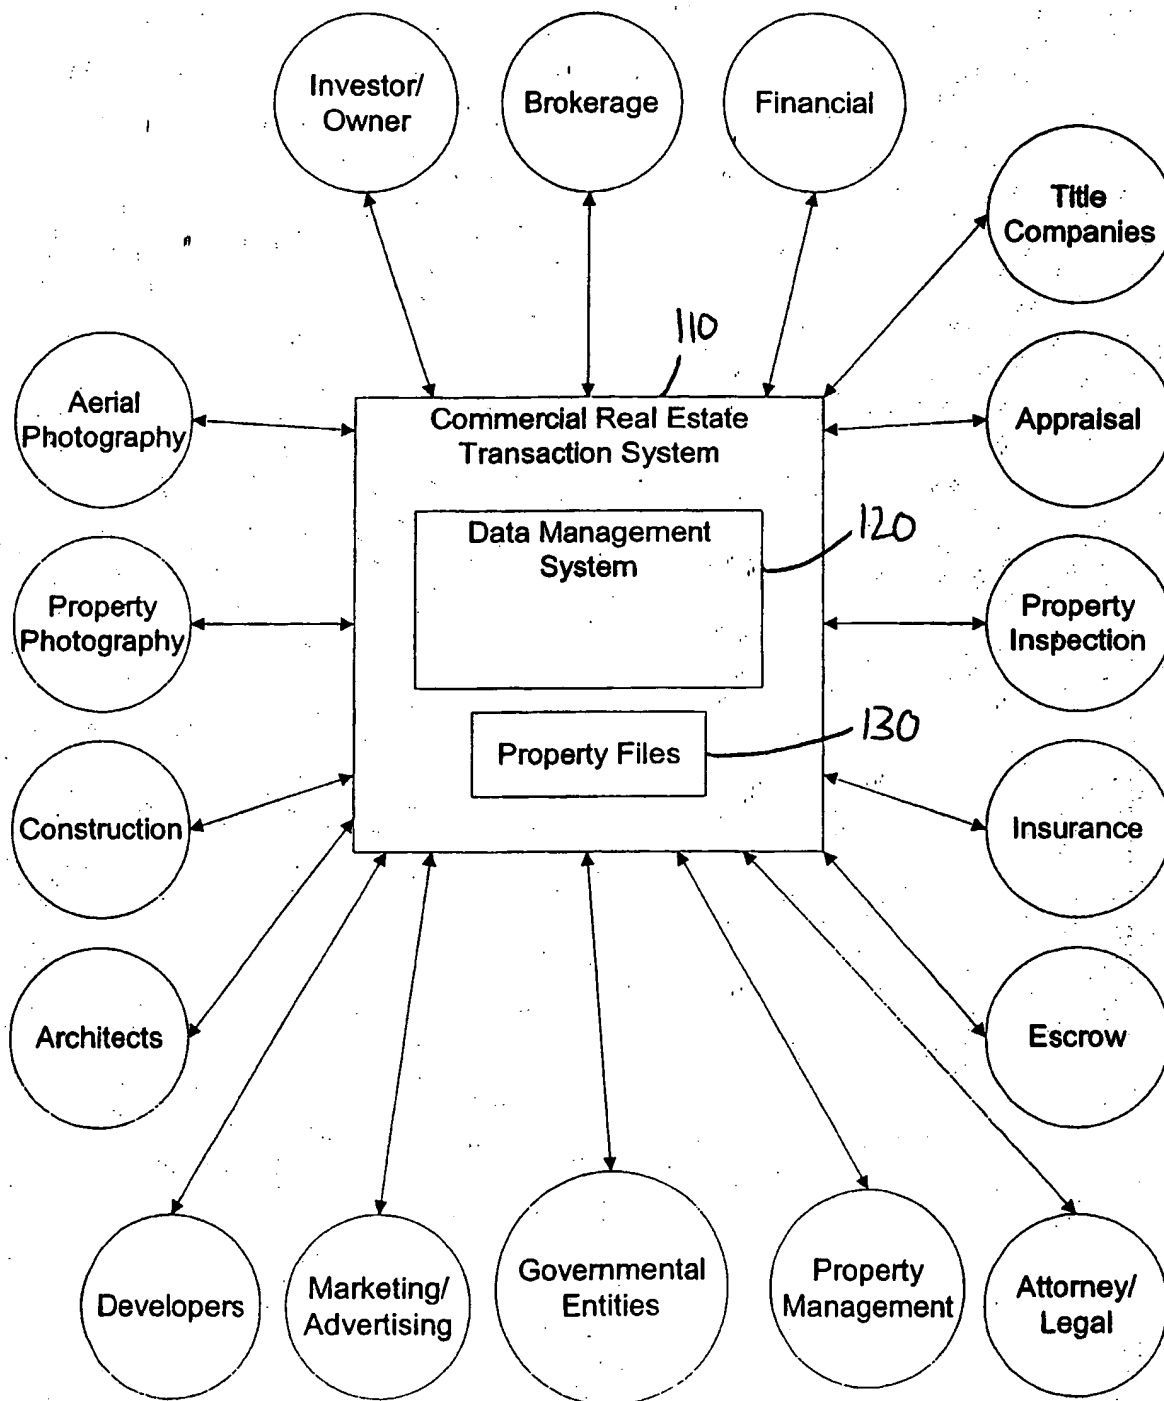 Investor/
Owner
Brokerage
Financial
Title
Companies
110
Aerial
Photography
Commercial Real Estate
Transaction System
Appraisal
Data Management
System
120
Property
Photography
Property
Inspection
Property Files
130
Construction
Insurance
Architects
Escrow
Developers
Marketing/
Advertising
Governmental
Entities
Property
Management
Attorney/
Legal